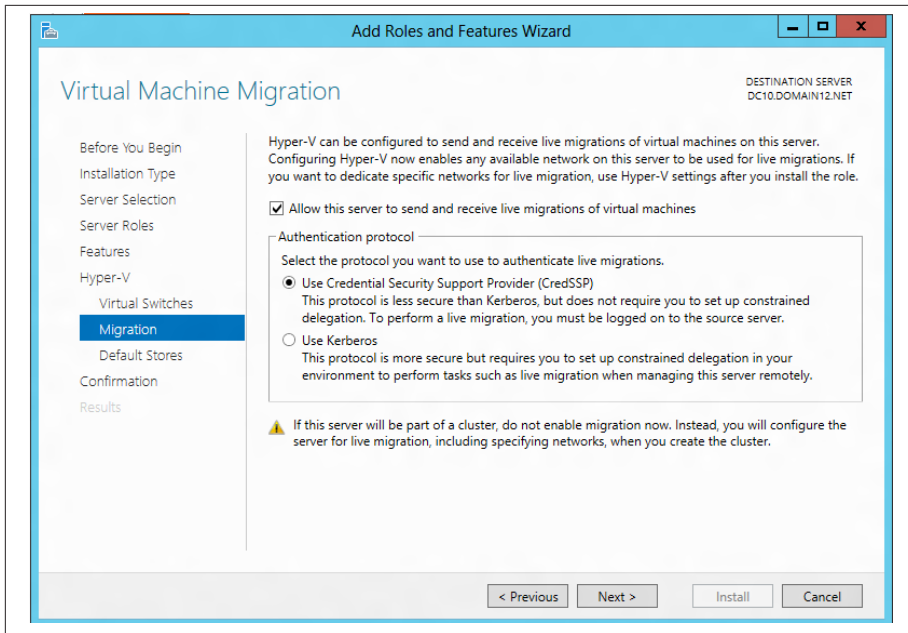 Add Roles and Features Wizard
Virtual Machine Migration
DESTINATION SERVER
DC10.DOMAIN12.NET
Before You Begin
Installation Type
Server Selection
Server Roles
Features
Hyper-V
Virtual Switches
Migration
Default Stores
Confirmation
Results
Hyper-V can be configured to send and receive live migrations of virtual machines on this server.
Configuring Hyper-V now enables any available network on this server to be used for live migrations. If
you want to dedicate specific networks for live migration, use Hyper-V settings after you install the role.
Allow this server to send and receive live migrations of virtual machines
Authentication protocol
Select the protocol you want to use to authenticate live migrations.
Use Credential Security Support Provider (CredSSP)
This protocol is less secure than Kerberos, but does not require you to set up constrained
delegation. To perform a live migration, you must be logged on to the source server.
Use Kerberos
This protocol is more secure but requires you to set up constrained delegation in your
environment to perform tasks such as live migration when managing this server remotely.
If this server will be part of a cluster, do not enable migration now. Instead, you will configure the
server for live migration, including specifying networks, when you create the cluster.
< Previous
Next >
Install
Cancel